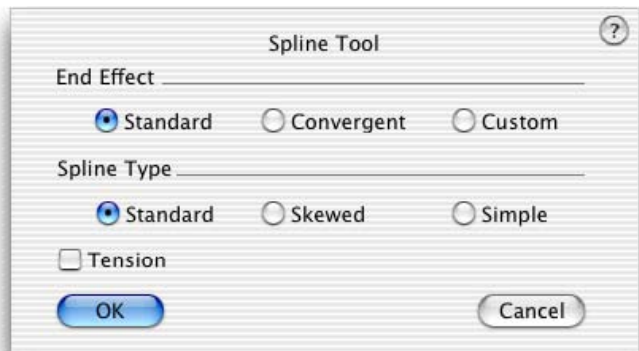 ?
Spline Tool
End Effect
Standard Convergent Custom
Spline Type
Standard Skewed Simple
Tension
OK Cancel